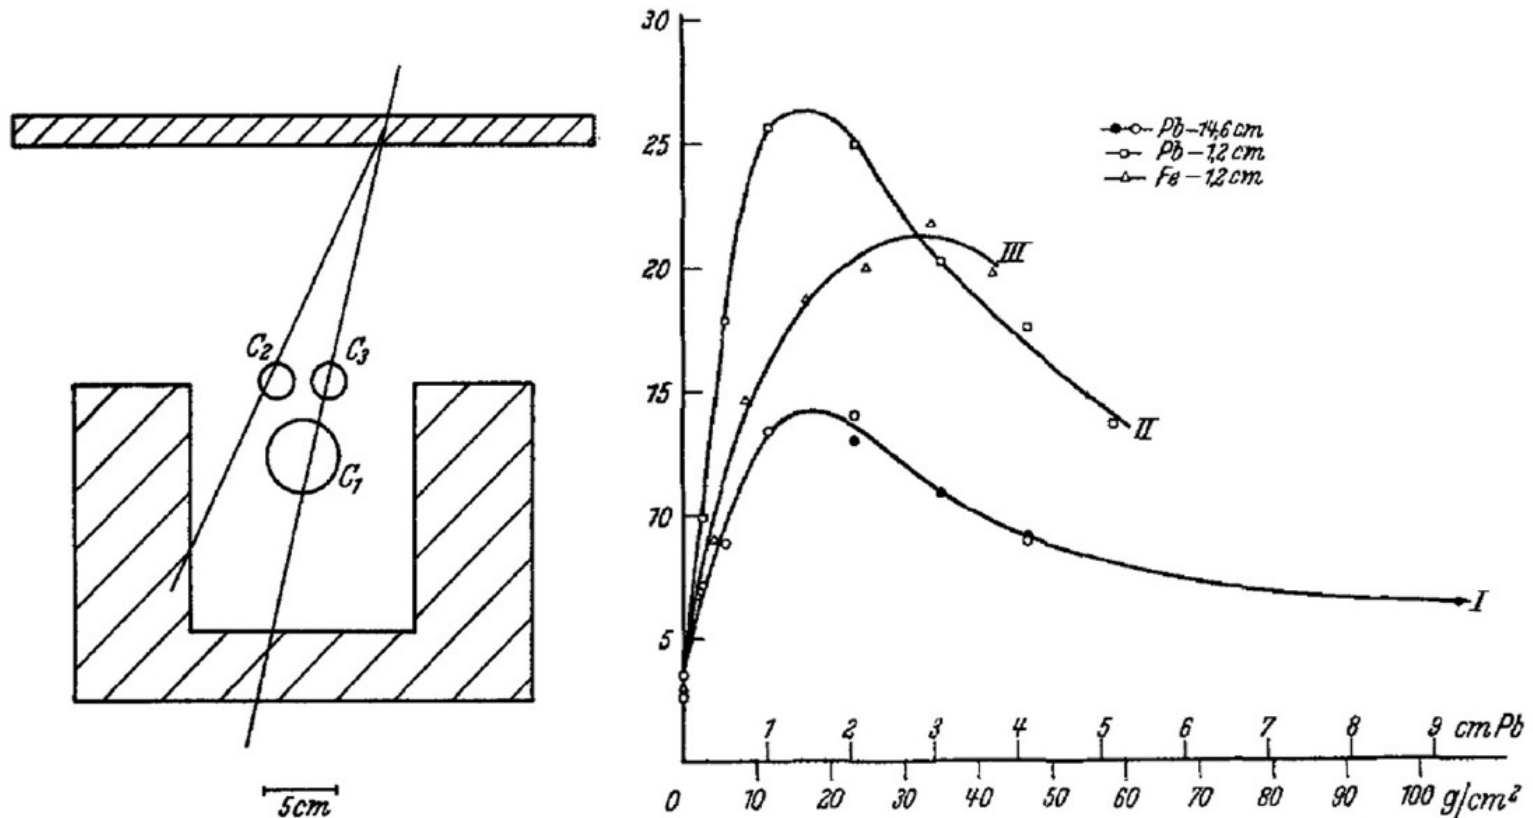 C₂
C₃
C₁
5cm
30
25
20
15
10
5
Pb-14,6 cm
Pb-1,2 cm
Fe-1,2 cm
III
II
I
1 2 3 4 5 6 7 8 9 cm Pb
0 10 20 30 40 50 60 70 80 90 100 g/cm²